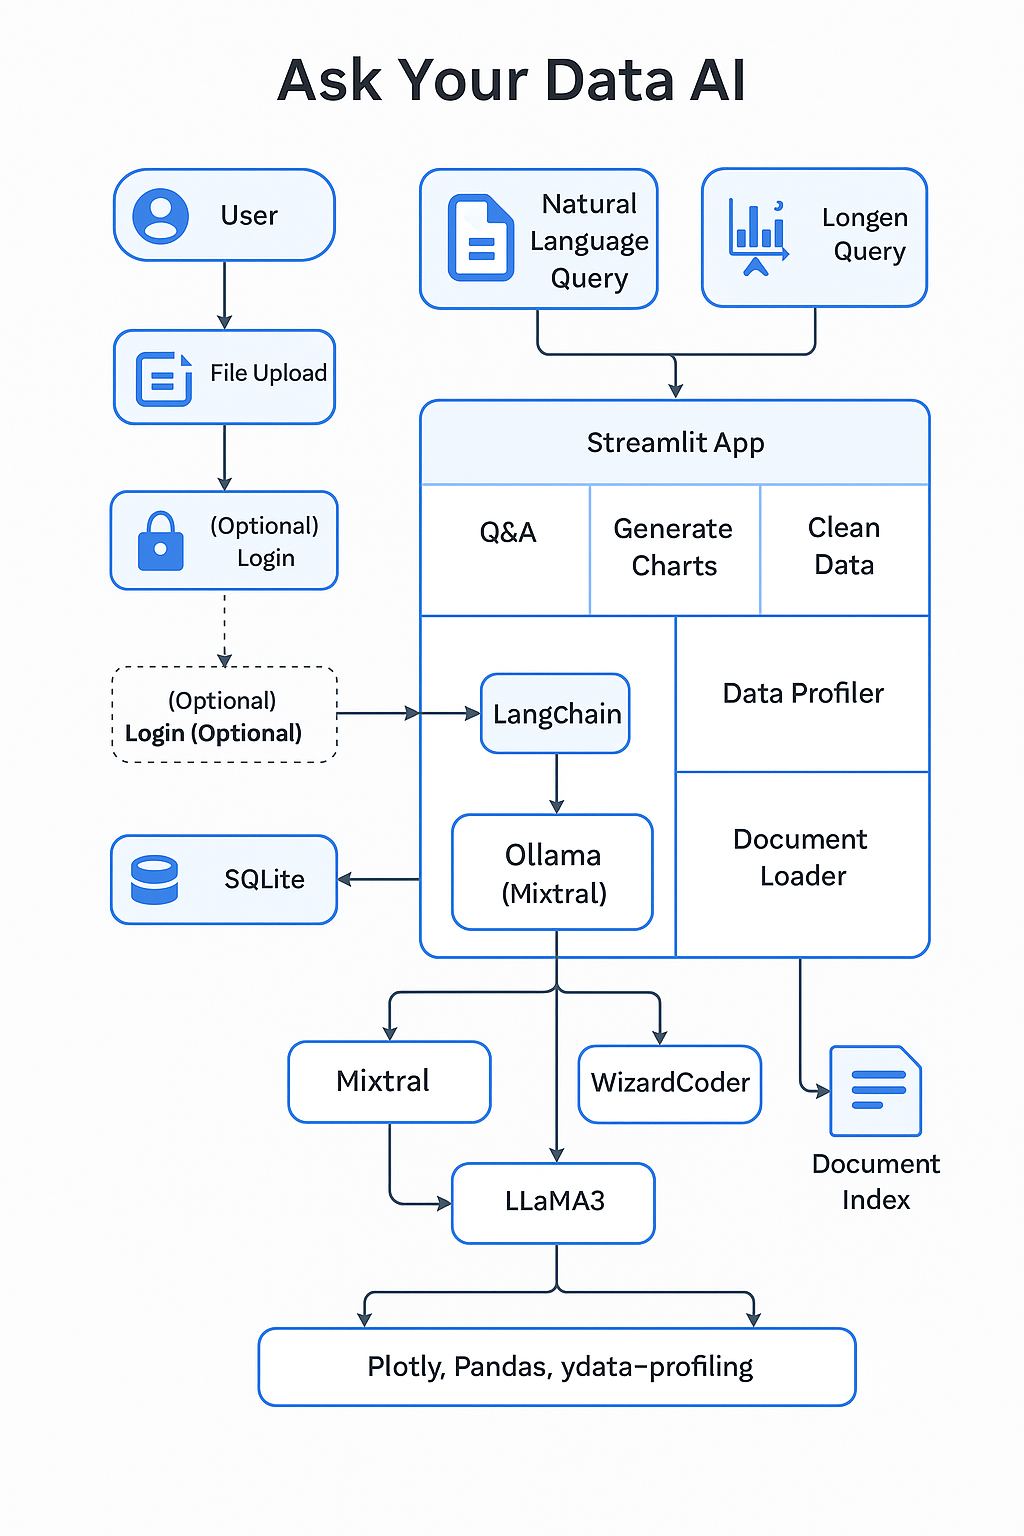 Ask Your Data AI
User
Natural
Language
Query
Longen
Query
File Upload
(Optional)
Login
Streamlit App
Q&A
Generate
Charts
Clean
Data
(Optional)
Login (Optional)
LangChain
Data Profiler
Ollama
(Mixtral)
Document
Loader
SQLite
Mixtral
WizardCoder
LLaMA3
Document
Index
Plotly, Pandas, ydata-profiling